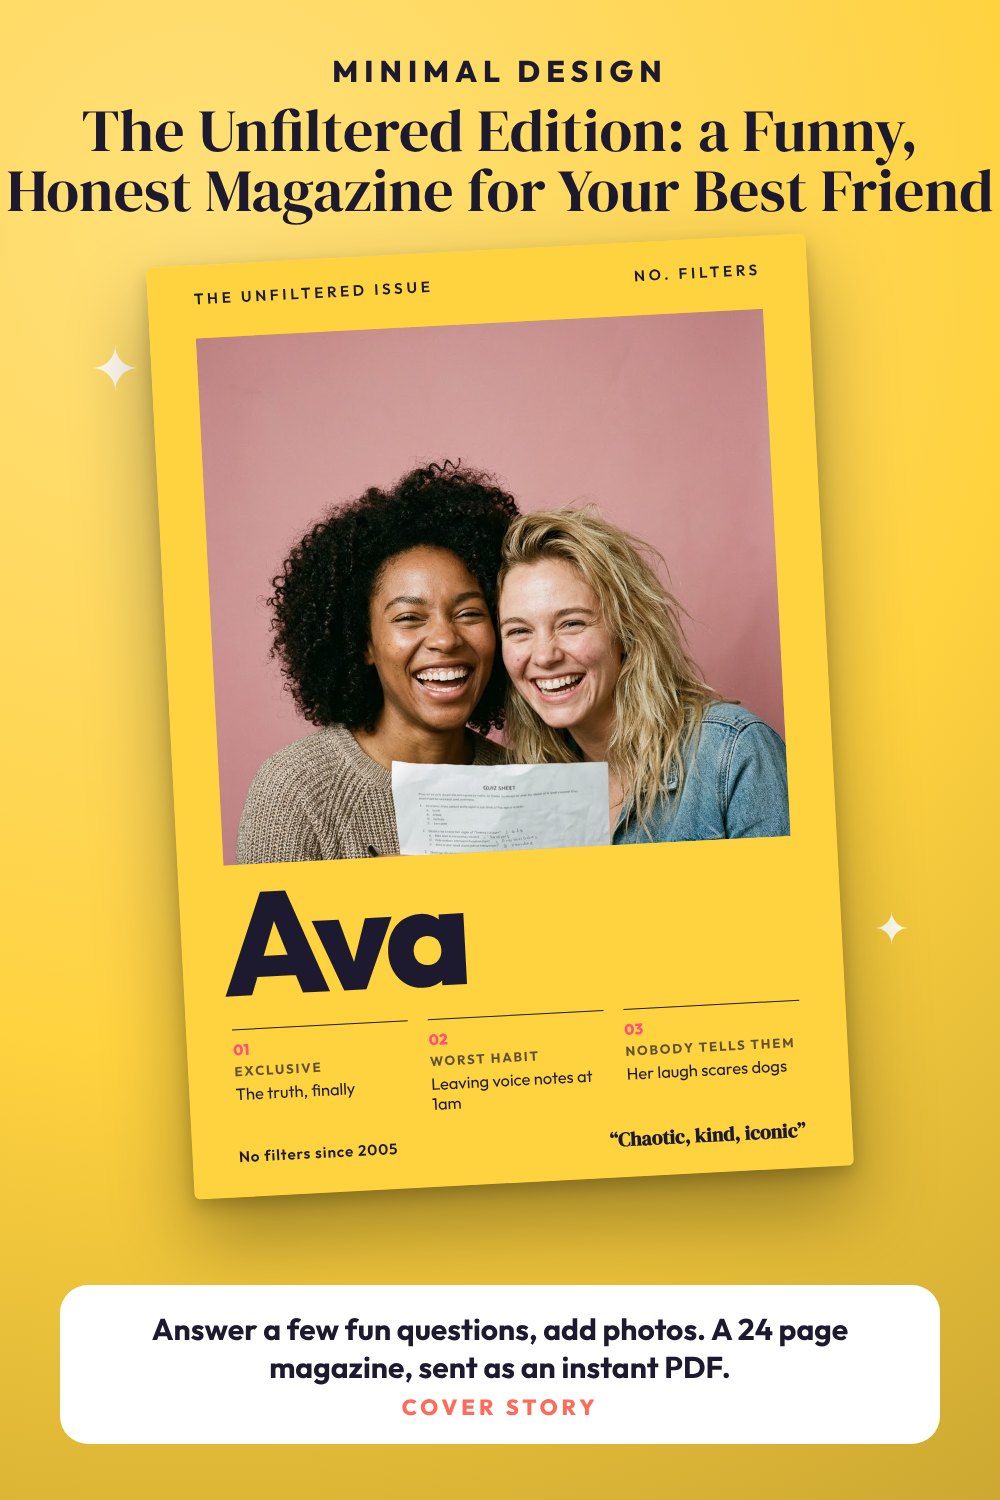 MINIMAL DESIGN
The Unfiltered Edition: a Funny,
Honest Magazine for Your Best Friend
THE UNFILTERED ISSUE
NO. FILTERS
QUIZ SHEET
Ava
01
EXCLUSIVE
The truth, finally
02
WORST HABIT
Leaving voice notes at
1am
03
NOBODY TELLS THEM
Her laugh scares dogs
No filters since 2005
“Chaotic, kind, iconic”
Answer a few fun questions, add photos. A 24 page
magazine, sent as an instant PDF.
COVER STORY